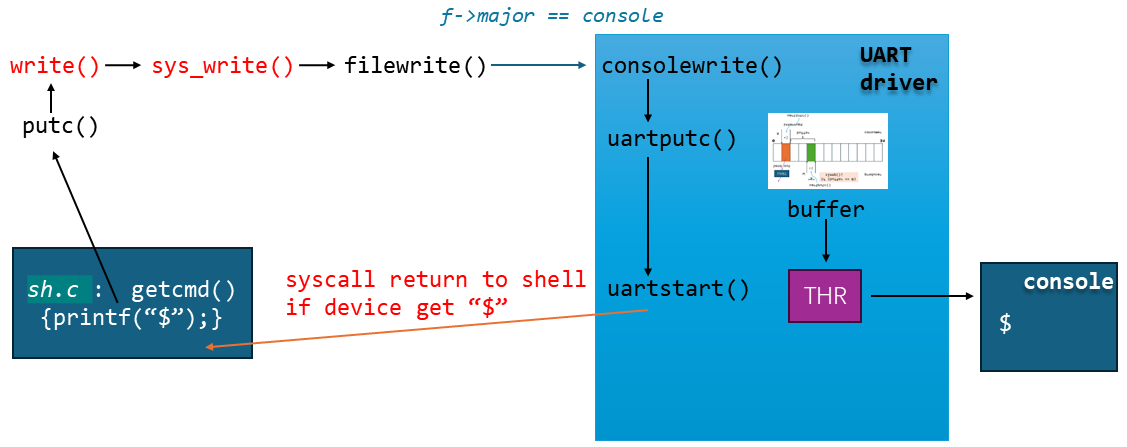 f->major == console
write()
sys_write()
filewrite()
consolewrite()
UART
driver
putc()
uartputc()
buffer
sh.c : getcmd()
{printf(“$”);}
syscall return to shell
if device get “$”
uartstart()
THR
console
$